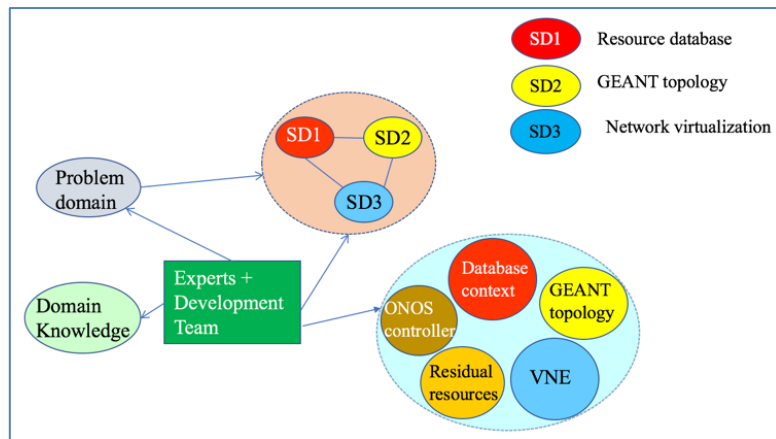 SD1 Resource database
SD2 GEANT topology
SD3 Network virtualization
SD1
SD2
SD3
Problem
domain
Experts +
Development
Team
Domain
Knowledge
Database
context
GEANT
topology
ONOS
controller
Residual
resources
VNE